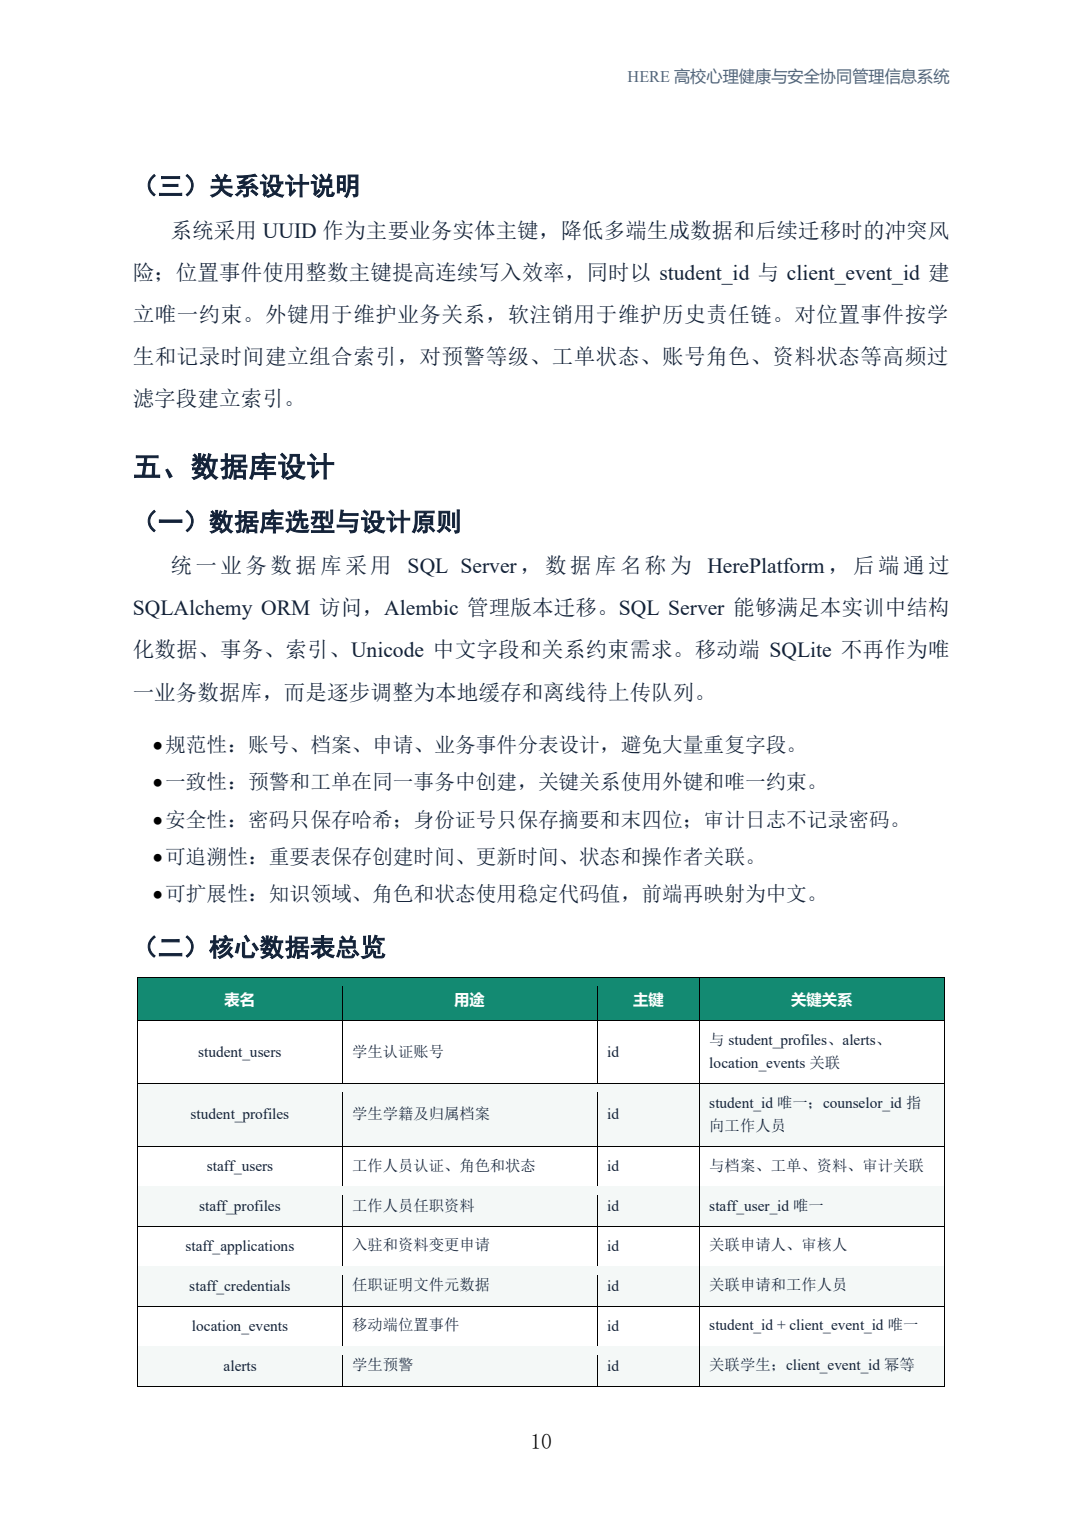 HERE 高校心理健康与安全协同管理信息系统
（三）关系设计说明
系统采用 UUID 作为主要业务实体主键，降低多端生成数据和后续迁移时的冲突风
险；位置事件使用整数主键提高连续写入效率，同时以 student_id 与 client_event_id 建
立唯一约束。外键用于维护业务关系，软注销用于维护历史责任链。对位置事件按学
生和记录时间建立组合索引，对预警等级、工单状态、账号角色、资料状态等高频过
滤字段建立索引。
五、数据库设计
（一）数据库选型与设计原则
统一业务数据库采用 SQL Server，数据库名称为 HerePlatform，后端通过
SQLAlchemy ORM 访问，Alembic 管理版本迁移。SQL Server 能够满足本实训中结构
化数据、事务、索引、Unicode 中文字段和关系约束需求。移动端 SQLite 不再作为唯
一业务数据库，而是逐步调整为本地缓存和离线待上传队列。
●规范性：账号、档案、申请、业务事件分表设计，避免大量重复字段。
●一致性：预警和工单在同一事务中创建，关键关系使用外键和唯一约束。
●安全性：密码只保存哈希；身份证号只保存摘要和末四位；审计日志不记录密码。
●可追溯性：重要表保存创建时间、更新时间、状态和操作者关联。
●可扩展性：知识领域、角色和状态使用稳定代码值，前端再映射为中文。
（二）核心数据表总览
表名 用途 主键 关键关系
student_users 学生认证账号 id 与 student_profiles、alerts、
location_events 关联
student_profiles 学生学籍及归属档案 id student_id 唯一；counselor_id 指
向工作人员
staff_users 工作人员认证、角色和状态 id 与档案、工单、资料、审计关联
staff_profiles 工作人员任职资料 id staff_user_id 唯一
staff_applications 入驻和资料变更申请 id 关联申请人、审核人
staff_credentials 任职证明文件元数据 id 关联申请和工作人员
location_events 移动端位置事件 id student_id + client_event_id 唯一
alerts 学生预警 id 关联学生；client_event_id 幂等
10